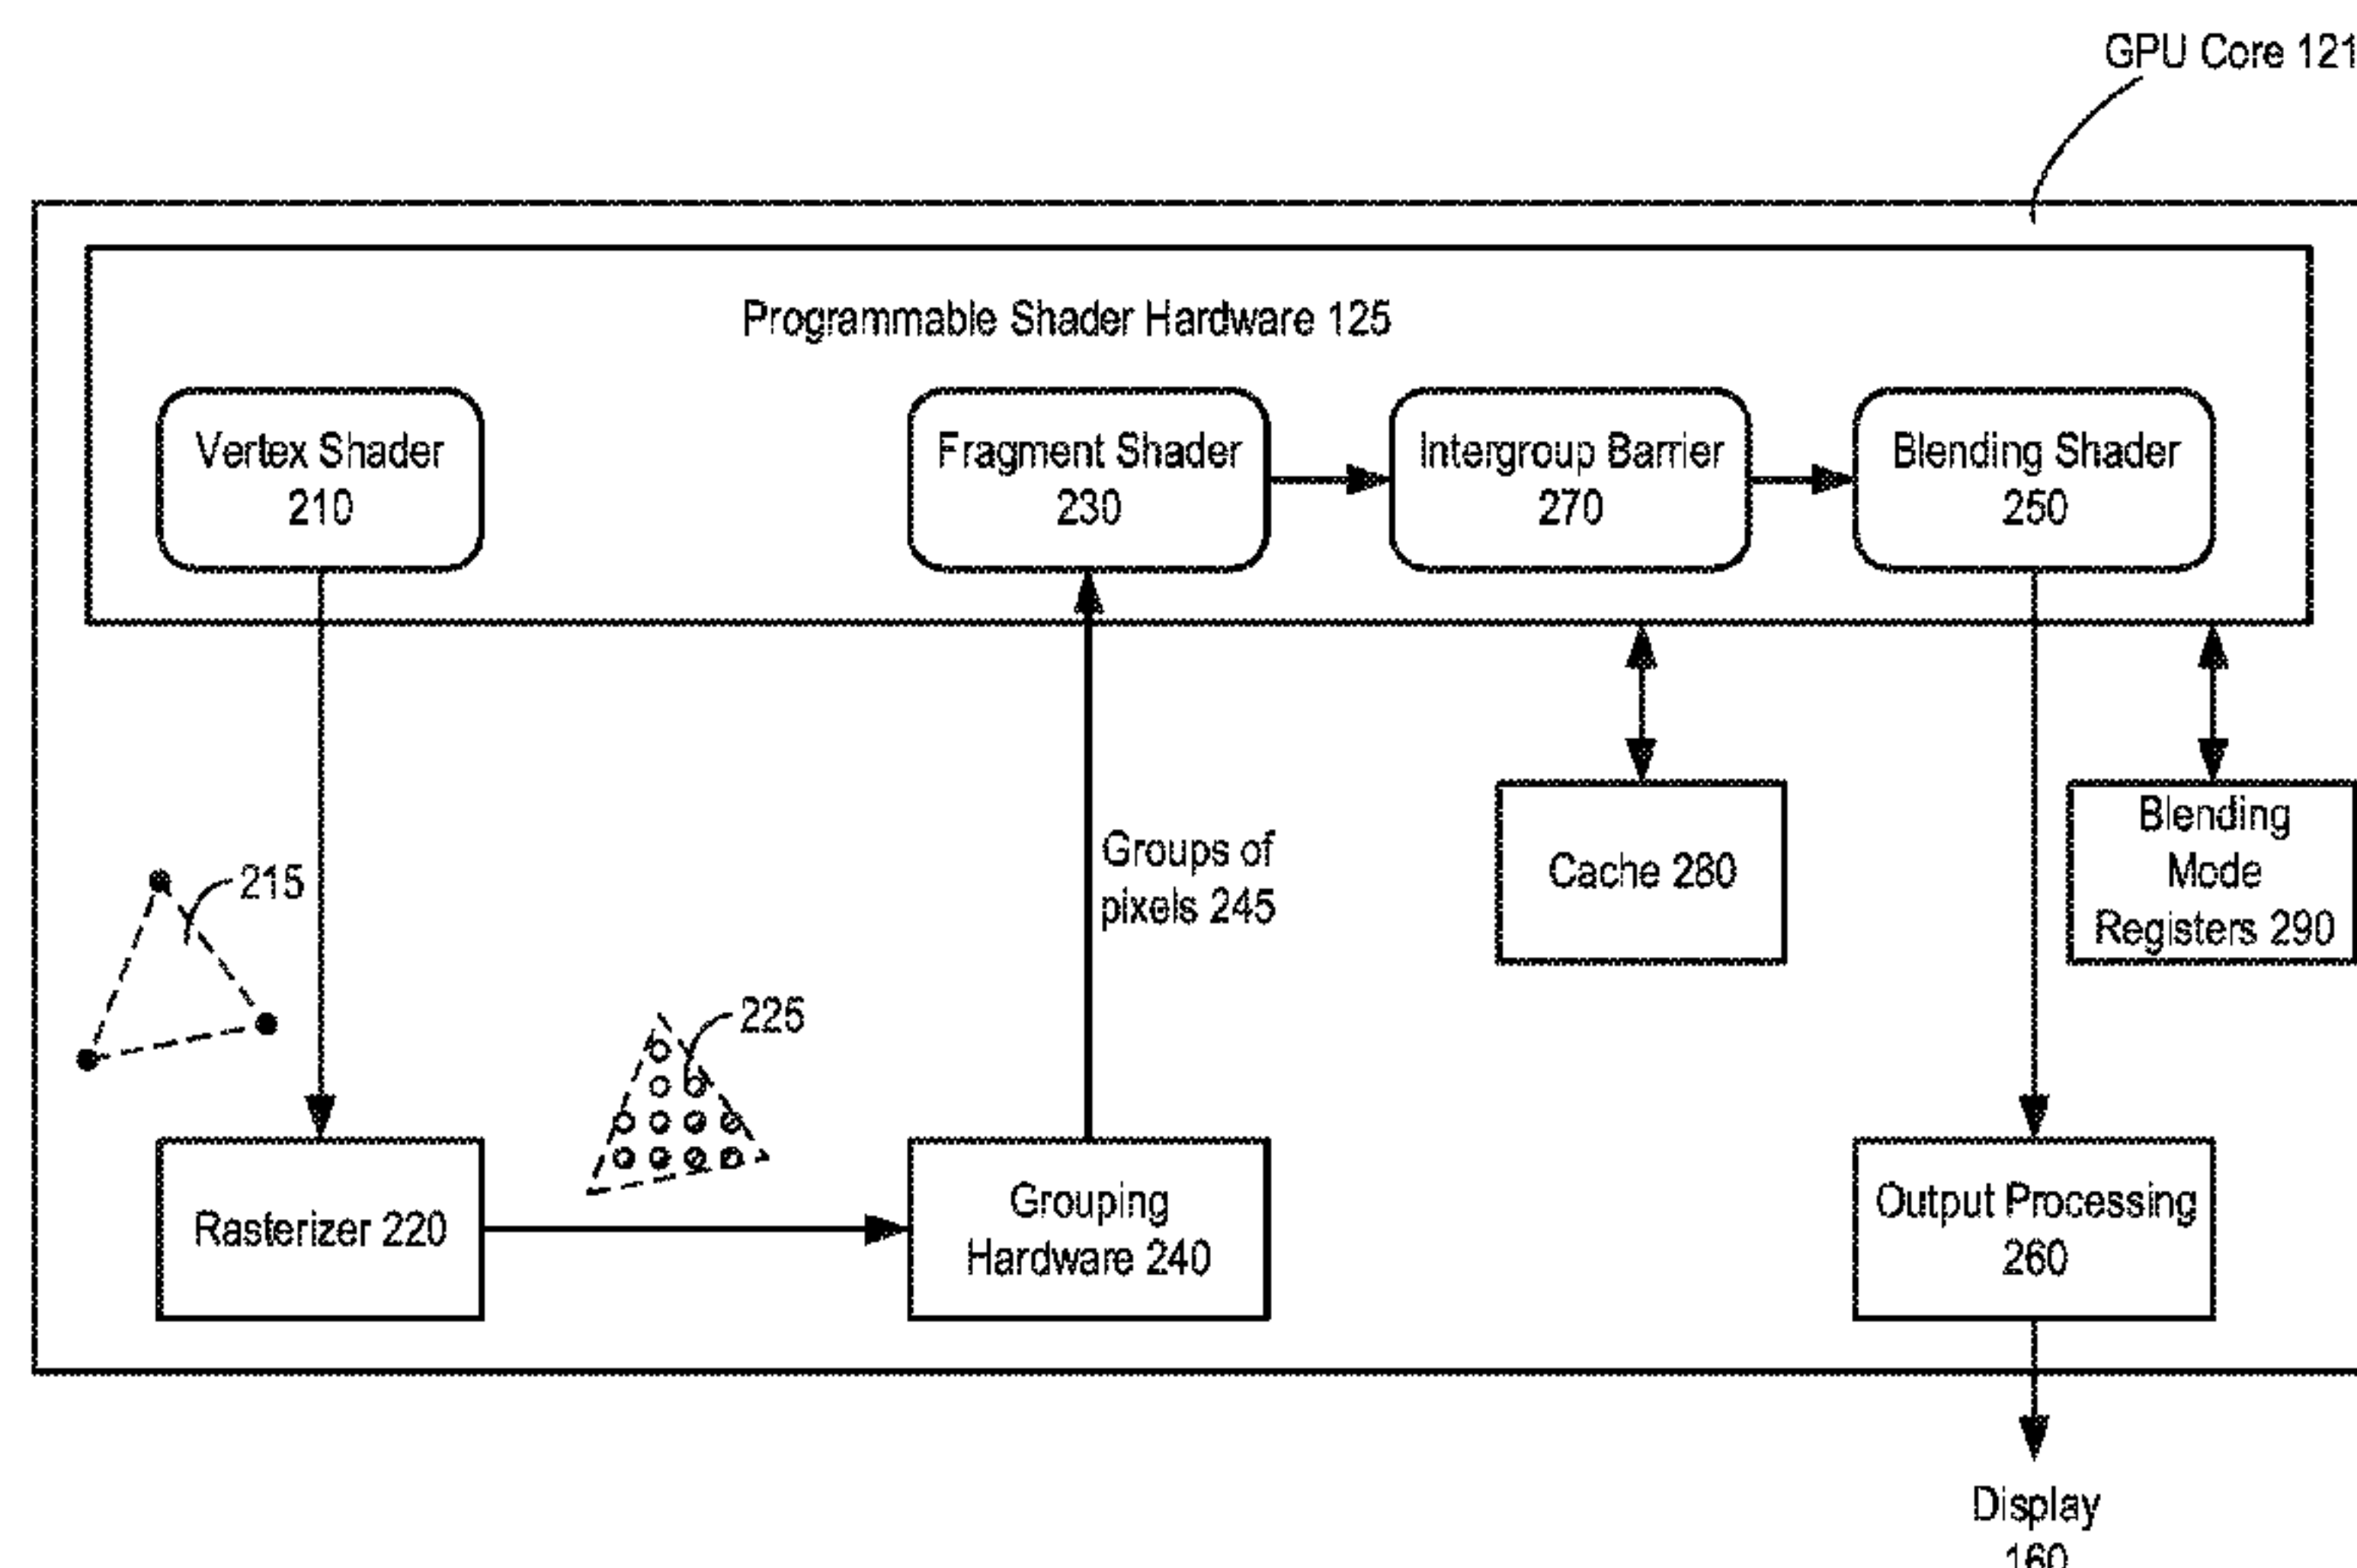 GPU Core 121
Programmable Shader Hardware 125
Vertex Shader
210
Fragment Shader
230
Intergroup Barrier
270
Blending Shader
250
215
225
Groups of
pixels 245
Cache 280
Blending
Mode
Registers 290
Rasterizer 220
Grouping
Hardware 240
Output Processing
260
Display
160